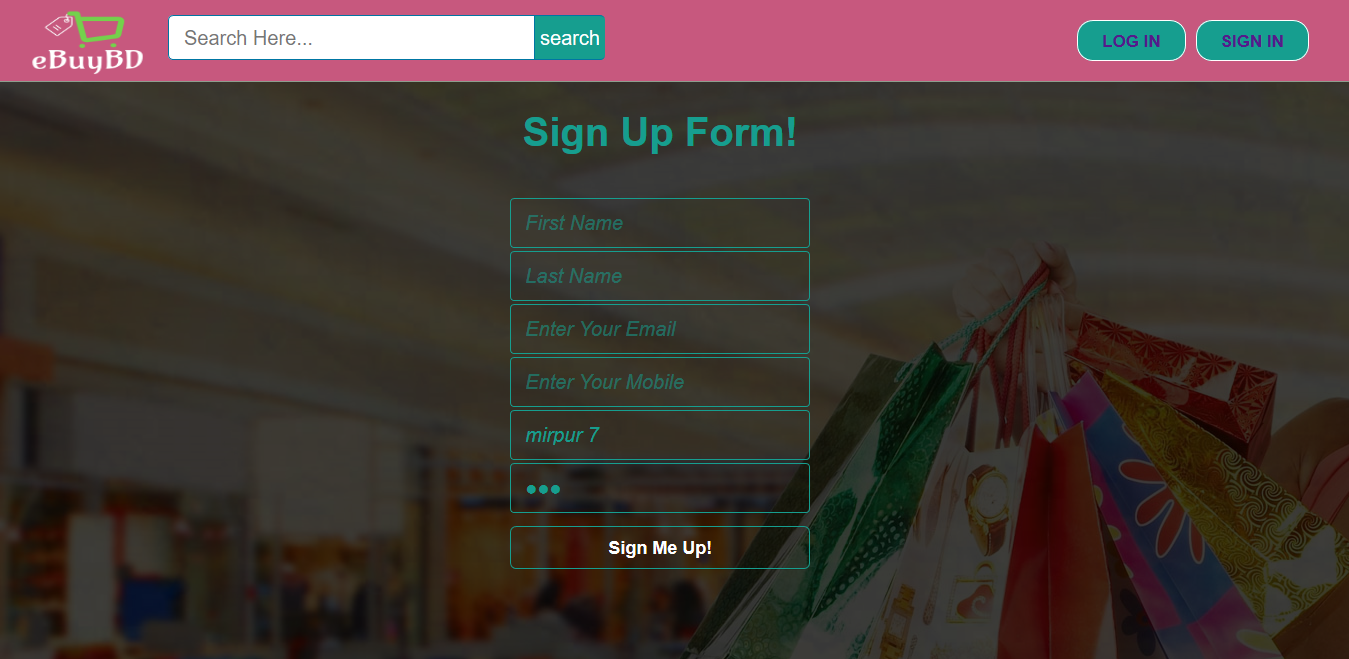 eBuyBD
Search Here...
search
LOG IN
SIGN IN
Sign Up Form!
First Name
Last Name
Enter Your Email
Enter Your Mobile
mirpur 7
●●●
Sign Me Up!